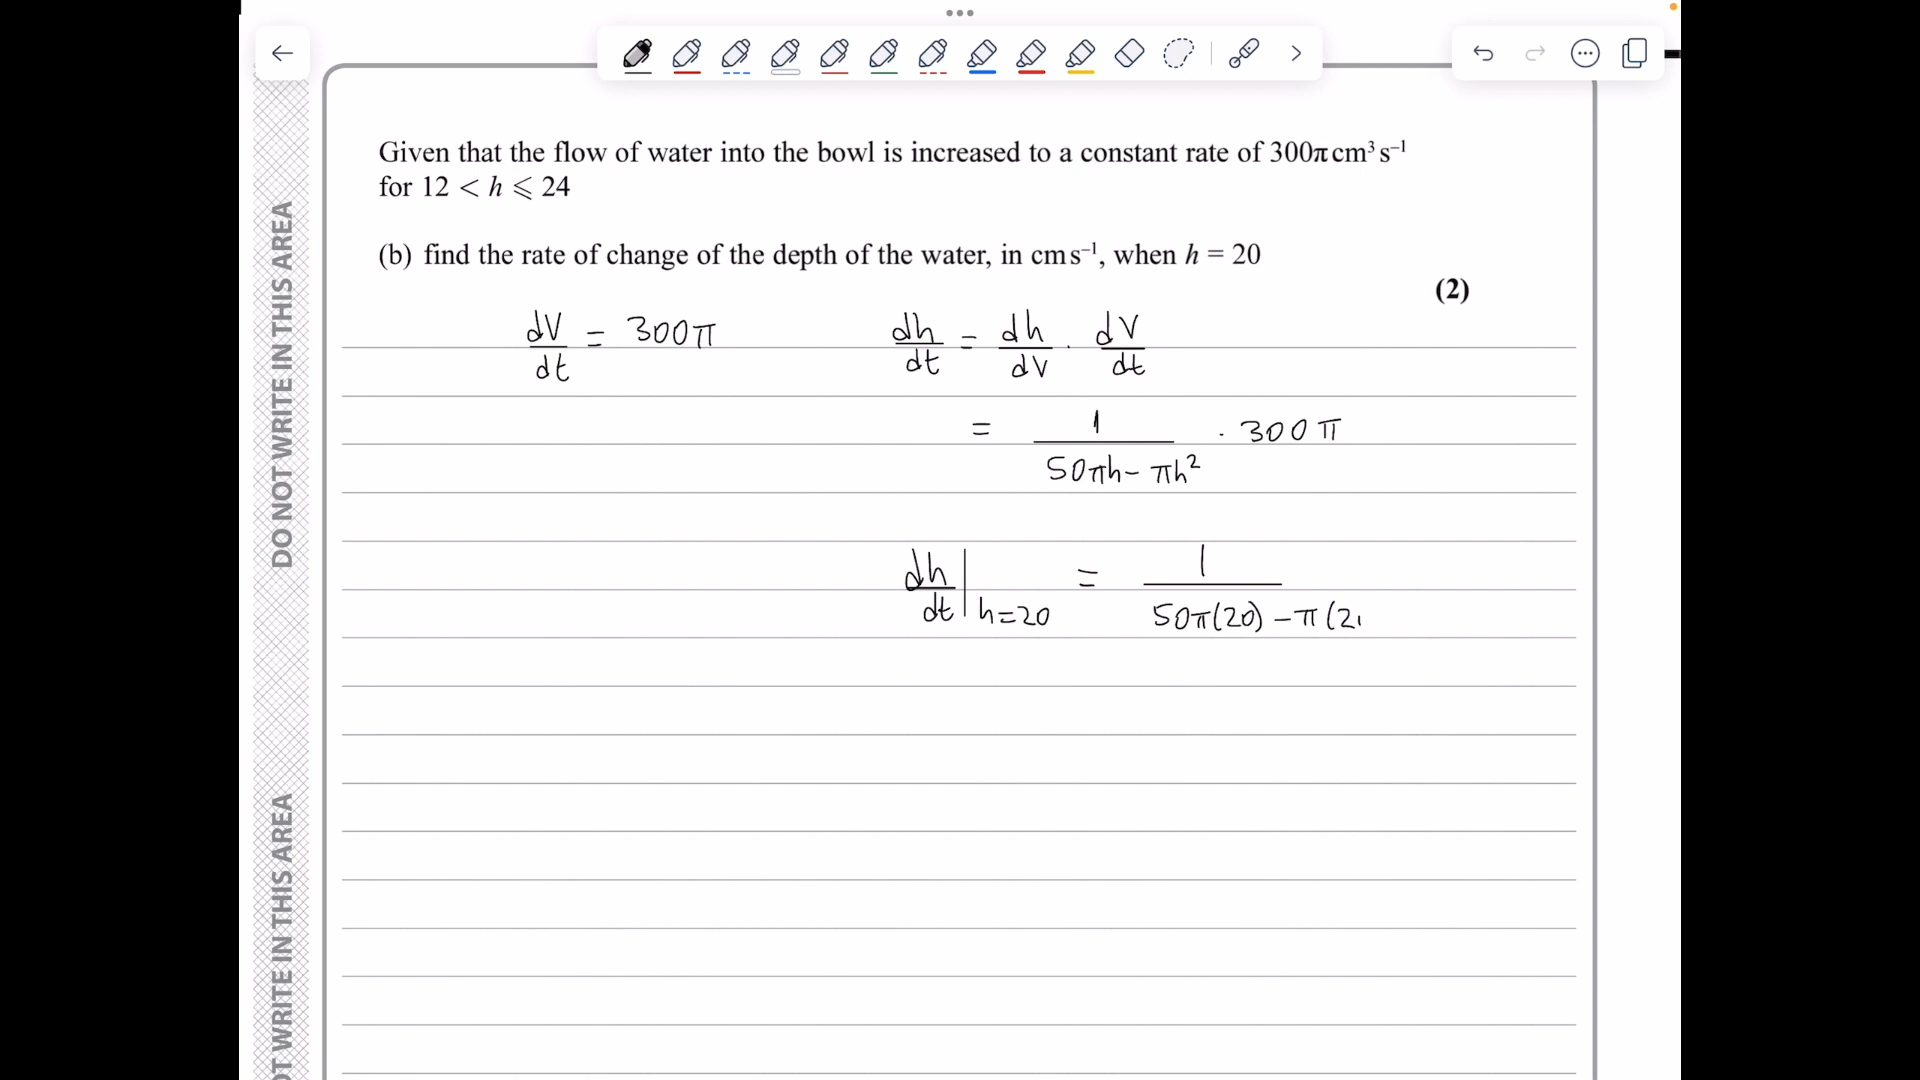 Given that the flow of water into the bowl is increased to a constant rate of 300π cm³ s⁻¹
for 12 < h ⩽ 24
(b) find the rate of change of the depth of the water, in cm s⁻¹, when h = 20
(2)
dV/dt = 300π
dh/dt = dh/dV · dV/dt
= 1/(50πh − πh²) · 300π
dh/dt |h=20 = 1/50π(20) − π(2
DO NOT WRITE IN THIS AREA
OT WRITE IN THIS AREA